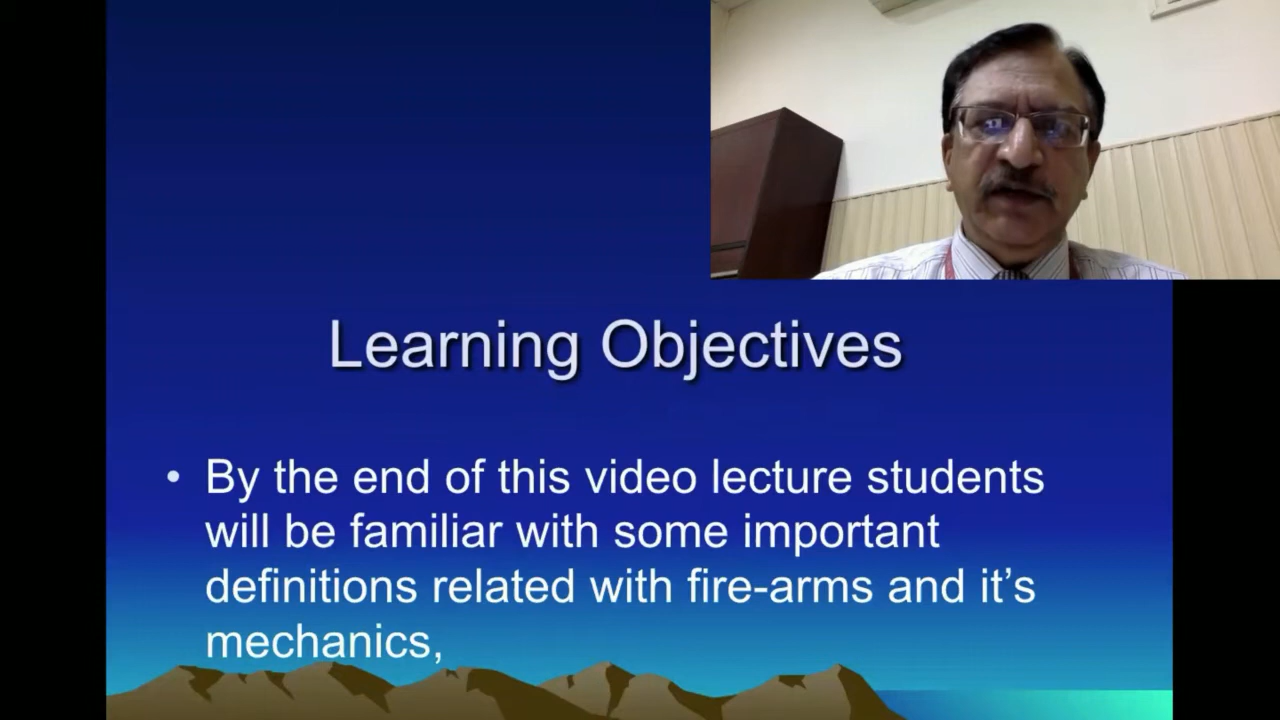 Learning Objectives
• By the end of this video lecture students
will be familiar with some important
definitions related with fire-arms and it’s
mechanics,